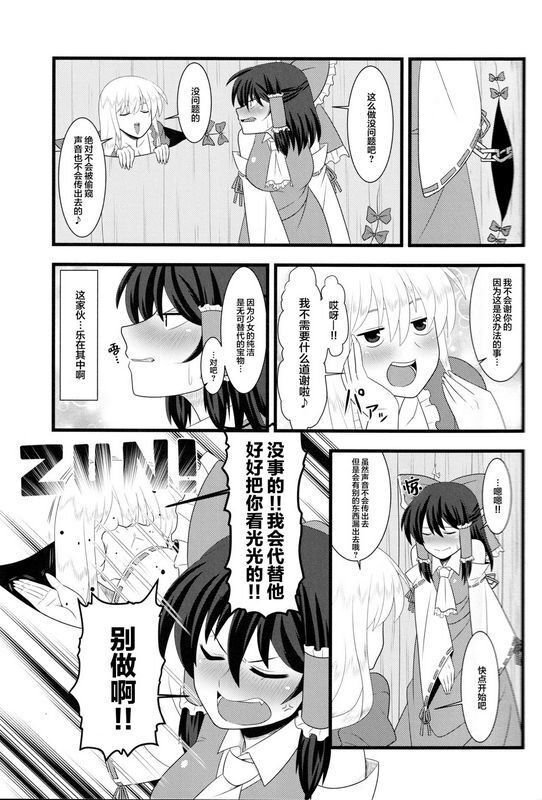 这么做没问题吧?
没问题
绝对不会被偷窥
声音也不会传出去的♪
我不会谢你的
因为这是没办法的事…
哎呀—!!
我不需要什么道谢啦♪
パァァ
因为少女的纯洁
是无可替代的宝物
…对吧?
嗯…
这家伙…乐在其中啊
…嗯嗯!!
惊
虽然声音不会传出去
但是会有别的东西漏出去哦?
快点开始吧
没事的!!我会代替他
好好把你看光光的!!
ZUN!
别做啊!!